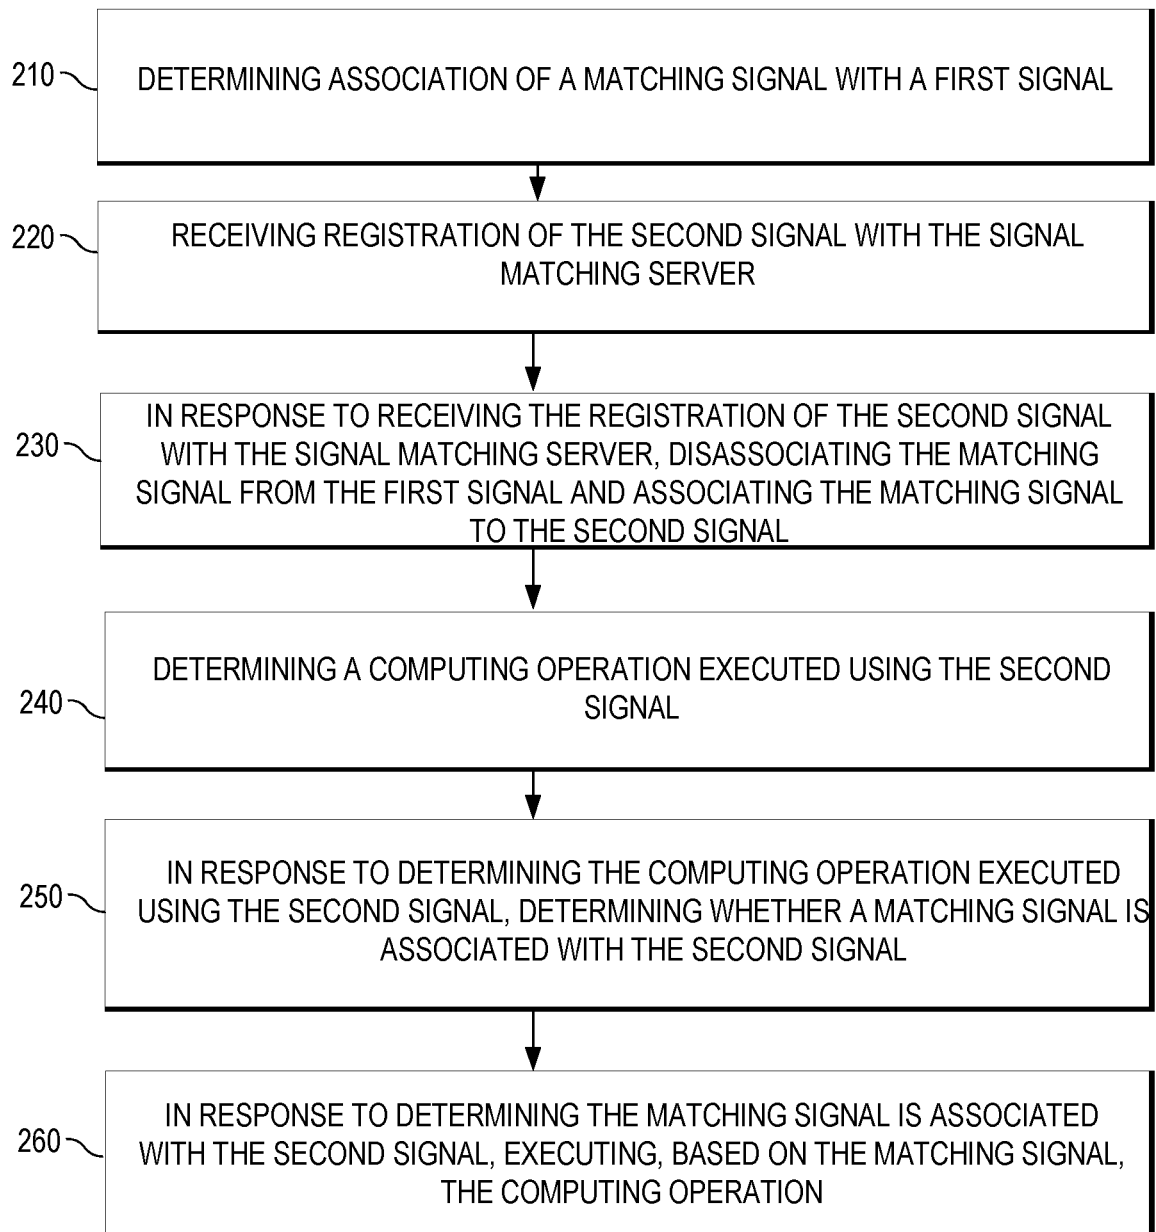 210
DETERMINING ASSOCIATION OF A MATCHING SIGNAL WITH A FIRST SIGNAL
220
RECEIVING REGISTRATION OF THE SECOND SIGNAL WITH THE SIGNAL
MATCHING SERVER
230
IN RESPONSE TO RECEIVING THE REGISTRATION OF THE SECOND SIGNAL
WITH THE SIGNAL MATCHING SERVER, DISASSOCIATING THE MATCHING
SIGNAL FROM THE FIRST SIGNAL AND ASSOCIATING THE MATCHING SIGNAL
TO THE SECOND SIGNAL
240
DETERMINING A COMPUTING OPERATION EXECUTED USING THE SECOND
SIGNAL
250
IN RESPONSE TO DETERMINING THE COMPUTING OPERATION EXECUTED
USING THE SECOND SIGNAL, DETERMINING WHETHER A MATCHING SIGNAL IS
ASSOCIATED WITH THE SECOND SIGNAL
260
IN RESPONSE TO DETERMINING THE MATCHING SIGNAL IS ASSOCIATED
WITH THE SECOND SIGNAL, EXECUTING, BASED ON THE MATCHING SIGNAL,
THE COMPUTING OPERATION